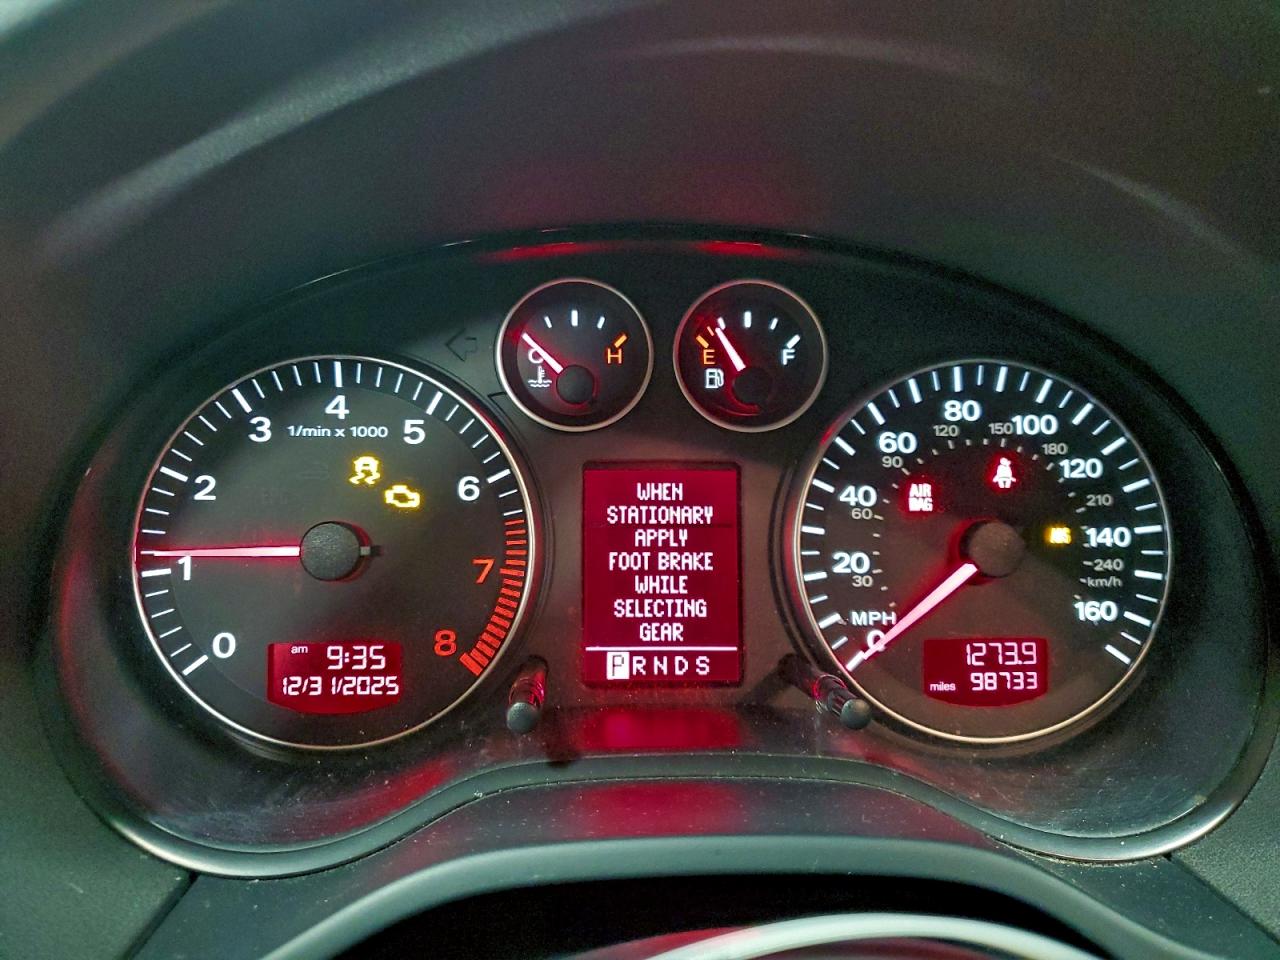 C
H
E
F
0
1
2
3
4
5
6
7
8
1/min x 1000
am 9:35
12/31/2025
WHEN
STATIONARY
APPLY
FOOT BRAKE
WHILE
SELECTING
GEAR
P R N D S
0
20
40
60
80
100
120
140
160
MPH
30
60
90
120
150
180
210
240
km/h
AIR
BAG
ABS
1273.9
miles 98733